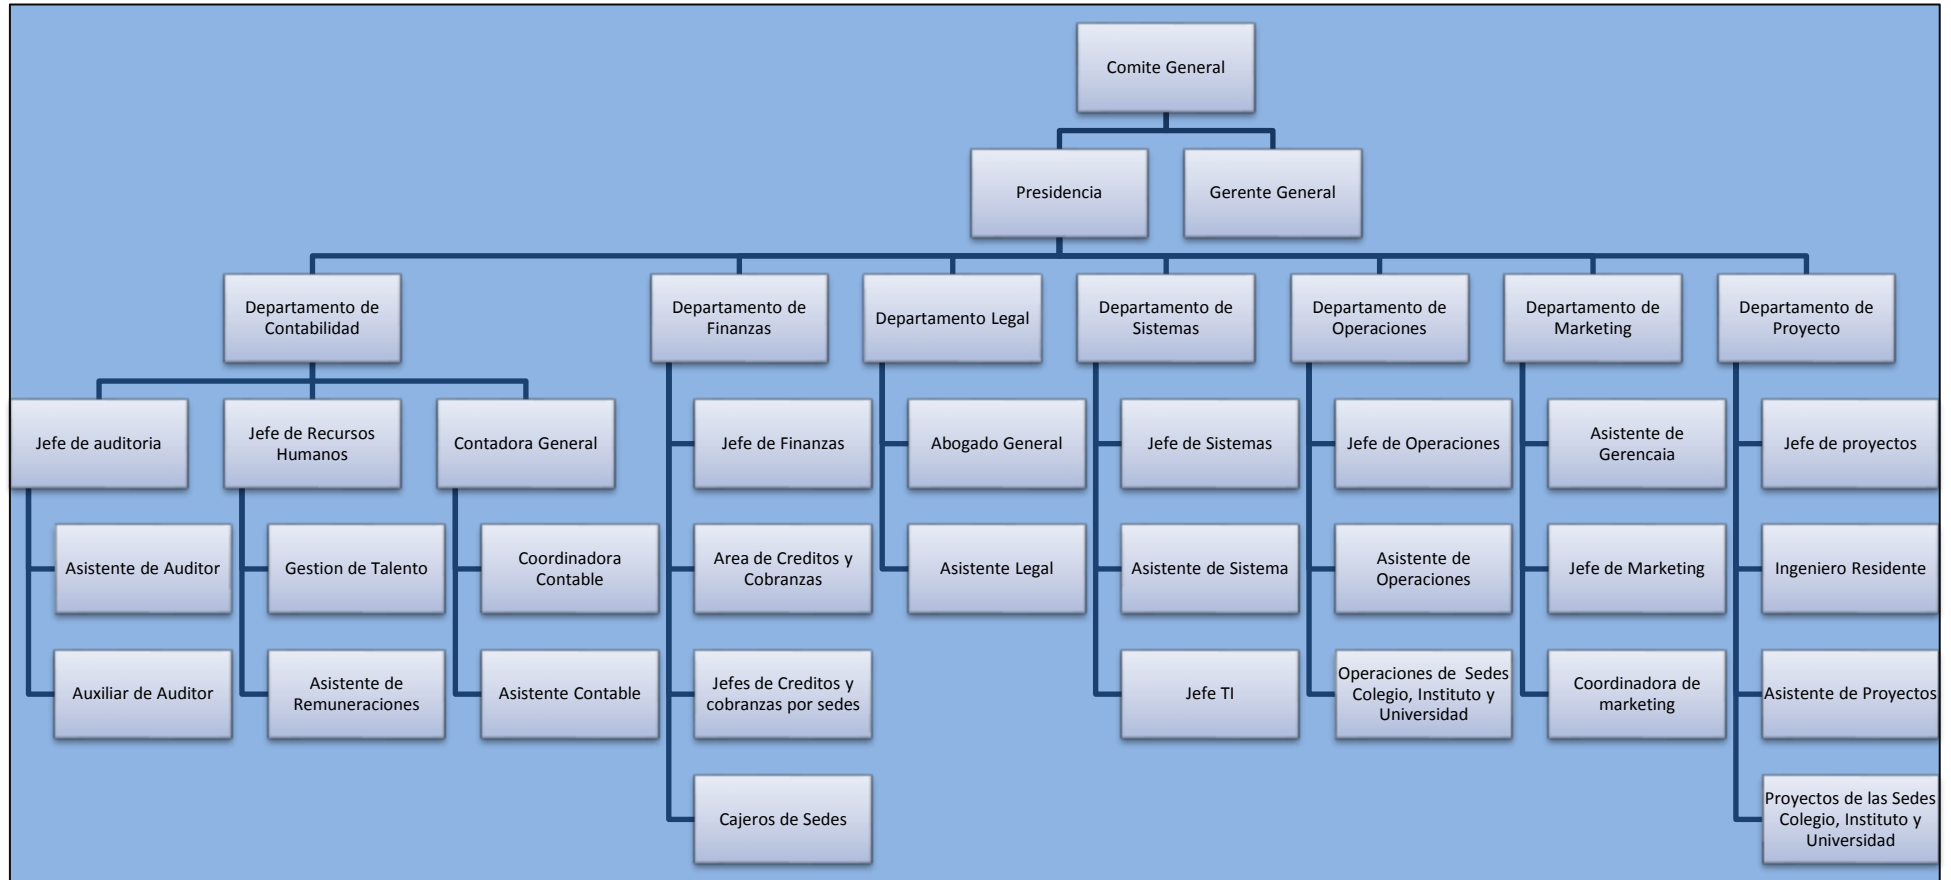 Comite General
Presidencia
Gerente General
Departamento de
Contabilidad
Departamento de
Finanzas
Departamento Legal
Departamento de
Sistemas
Departamento de
Operaciones
Departamento de
Marketing
Departamento de
Proyecto
Jefe de auditoria
Jefe de Recursos
Humanos
Contadora General
Jefe de Finanzas
Abogado General
Jefe de Sistemas
Jefe de Operaciones
Asistente de
Gerencaia
Jefe de proyectos
Asistente de Auditor
Gestion de Talento
Coordinadora
Contable
Area de Creditos y
Cobranzas
Asistente Legal
Asistente de Sistema
Asistente de
Operaciones
Jefe de Marketing
Ingeniero Residente
Auxiliar de Auditor
Asistente de
Remuneraciones
Asistente Contable
Jefes de Creditos y
cobranzas por sedes
Jefe TI
Operaciones de Sedes
Colegio, Instituto y
Universidad
Coordinadora de
marketing
Asistente de Proyectos
Cajeros de Sedes
Proyectos de las Sedes
Colegio, Instituto y
Universidad